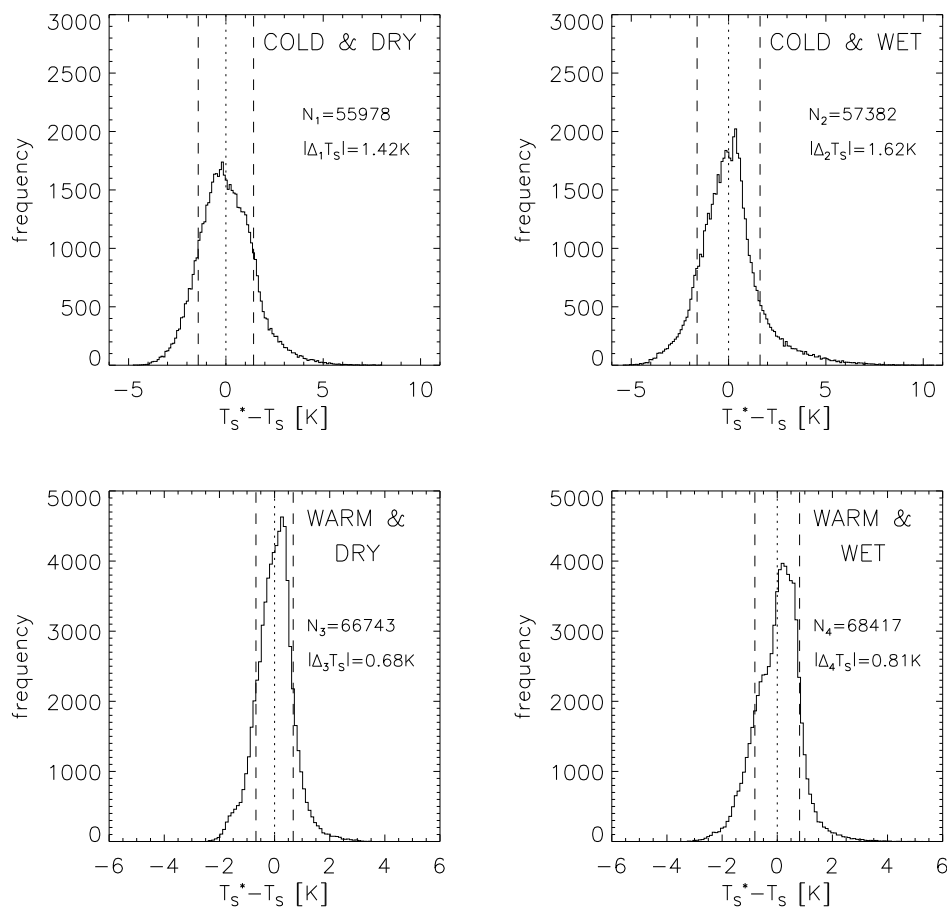 COLD & DRY
N₁=55978
|Δ₁Tₛ|=1.42K
frequency
3000
2500
2000
1500
1000
500
0
−5 0 5 10
Tₛ*−Tₛ [K]
COLD & WET
N₂=57382
|Δ₂Tₛ|=1.62K
frequency
3000
2500
2000
1500
1000
500
0
−5 0 5 10
Tₛ*−Tₛ [K]
WARM &
DRY
N₃=66743
|Δ₃Tₛ|=0.68K
frequency
5000
4000
3000
2000
1000
0
−6 −4 −2 0 2 4 6
Tₛ*−Tₛ [K]
WARM &
WET
N₄=68417
|Δ₄Tₛ|=0.81K
frequency
5000
4000
3000
2000
1000
0
−6 −4 −2 0 2 4 6
Tₛ*−Tₛ [K]